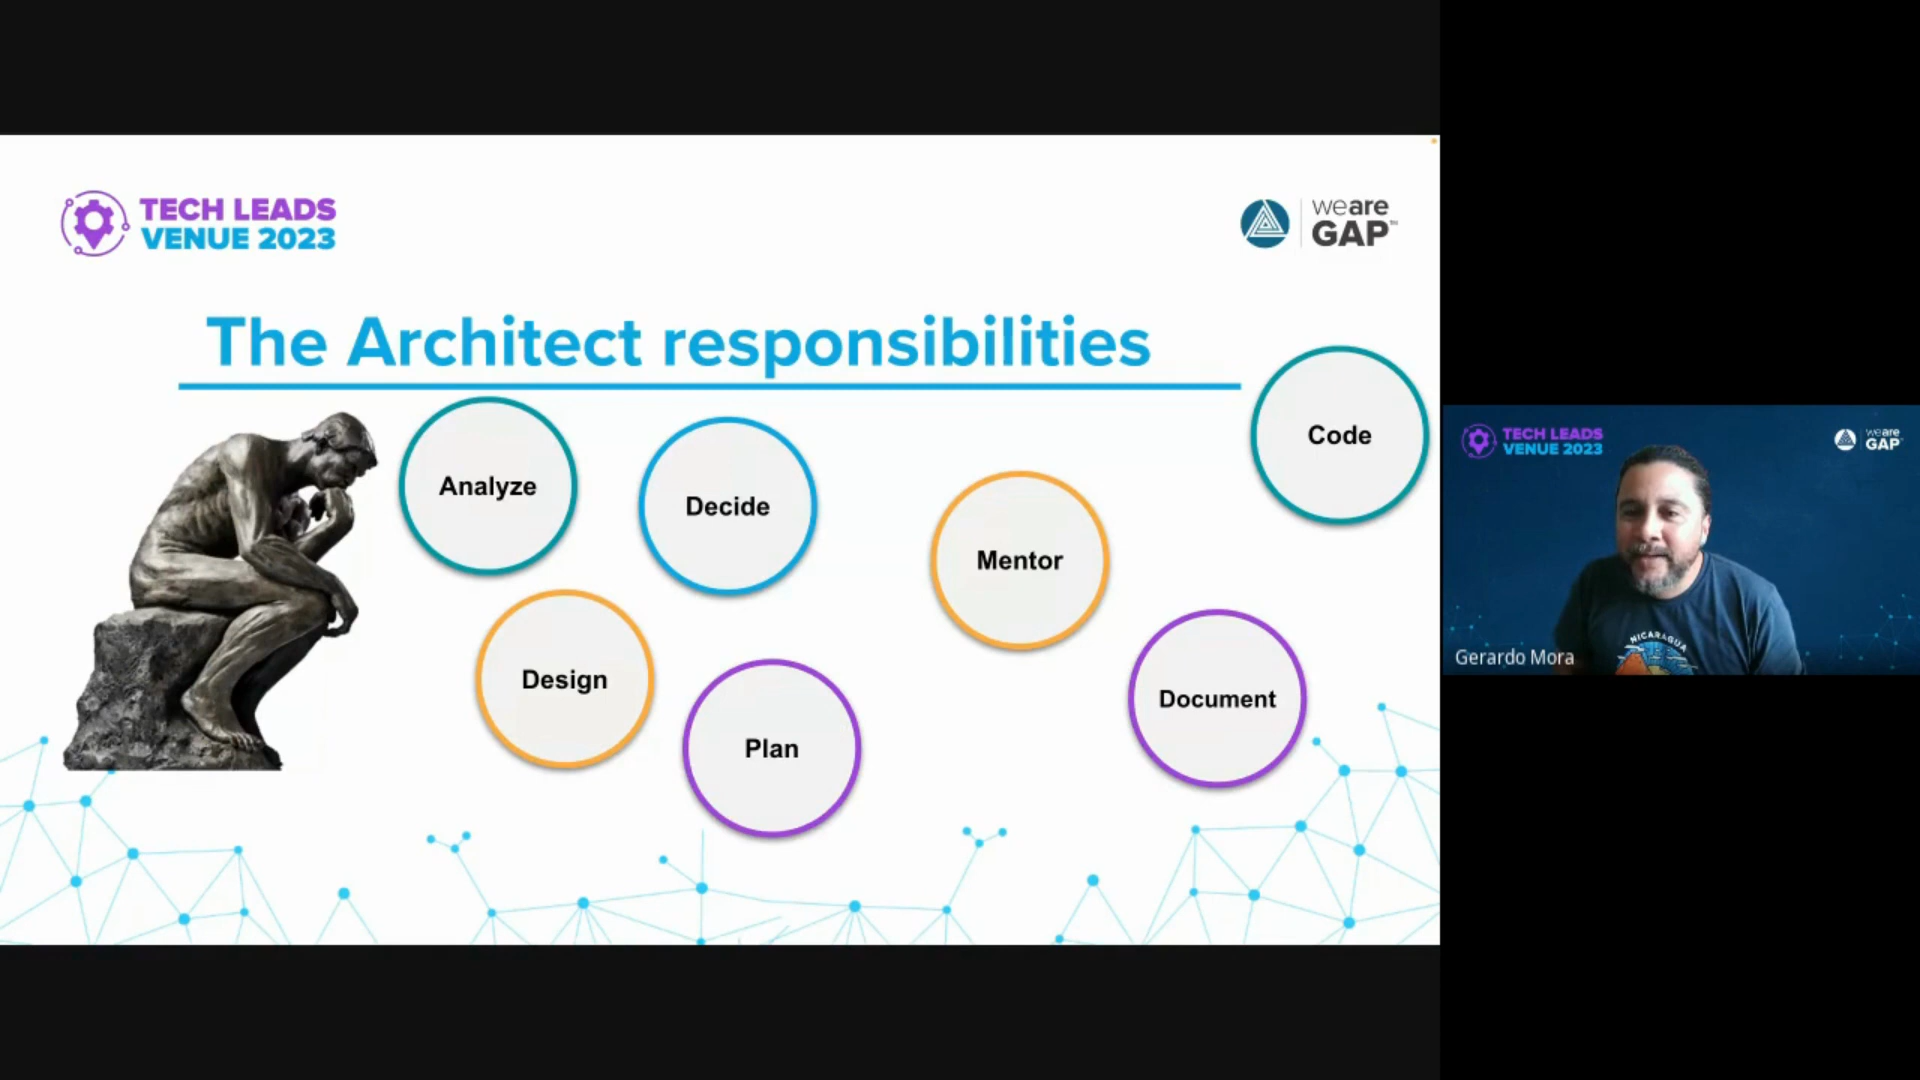 TECH LEADS
VENUE 2023
weare
GAP™
The Architect responsibilities
Analyze
Decide
Code
Mentor
Design
Plan
Document
TECH LEADS
VENUE 2023
weare
GAP
NICARAGUA
Gerardo Mora